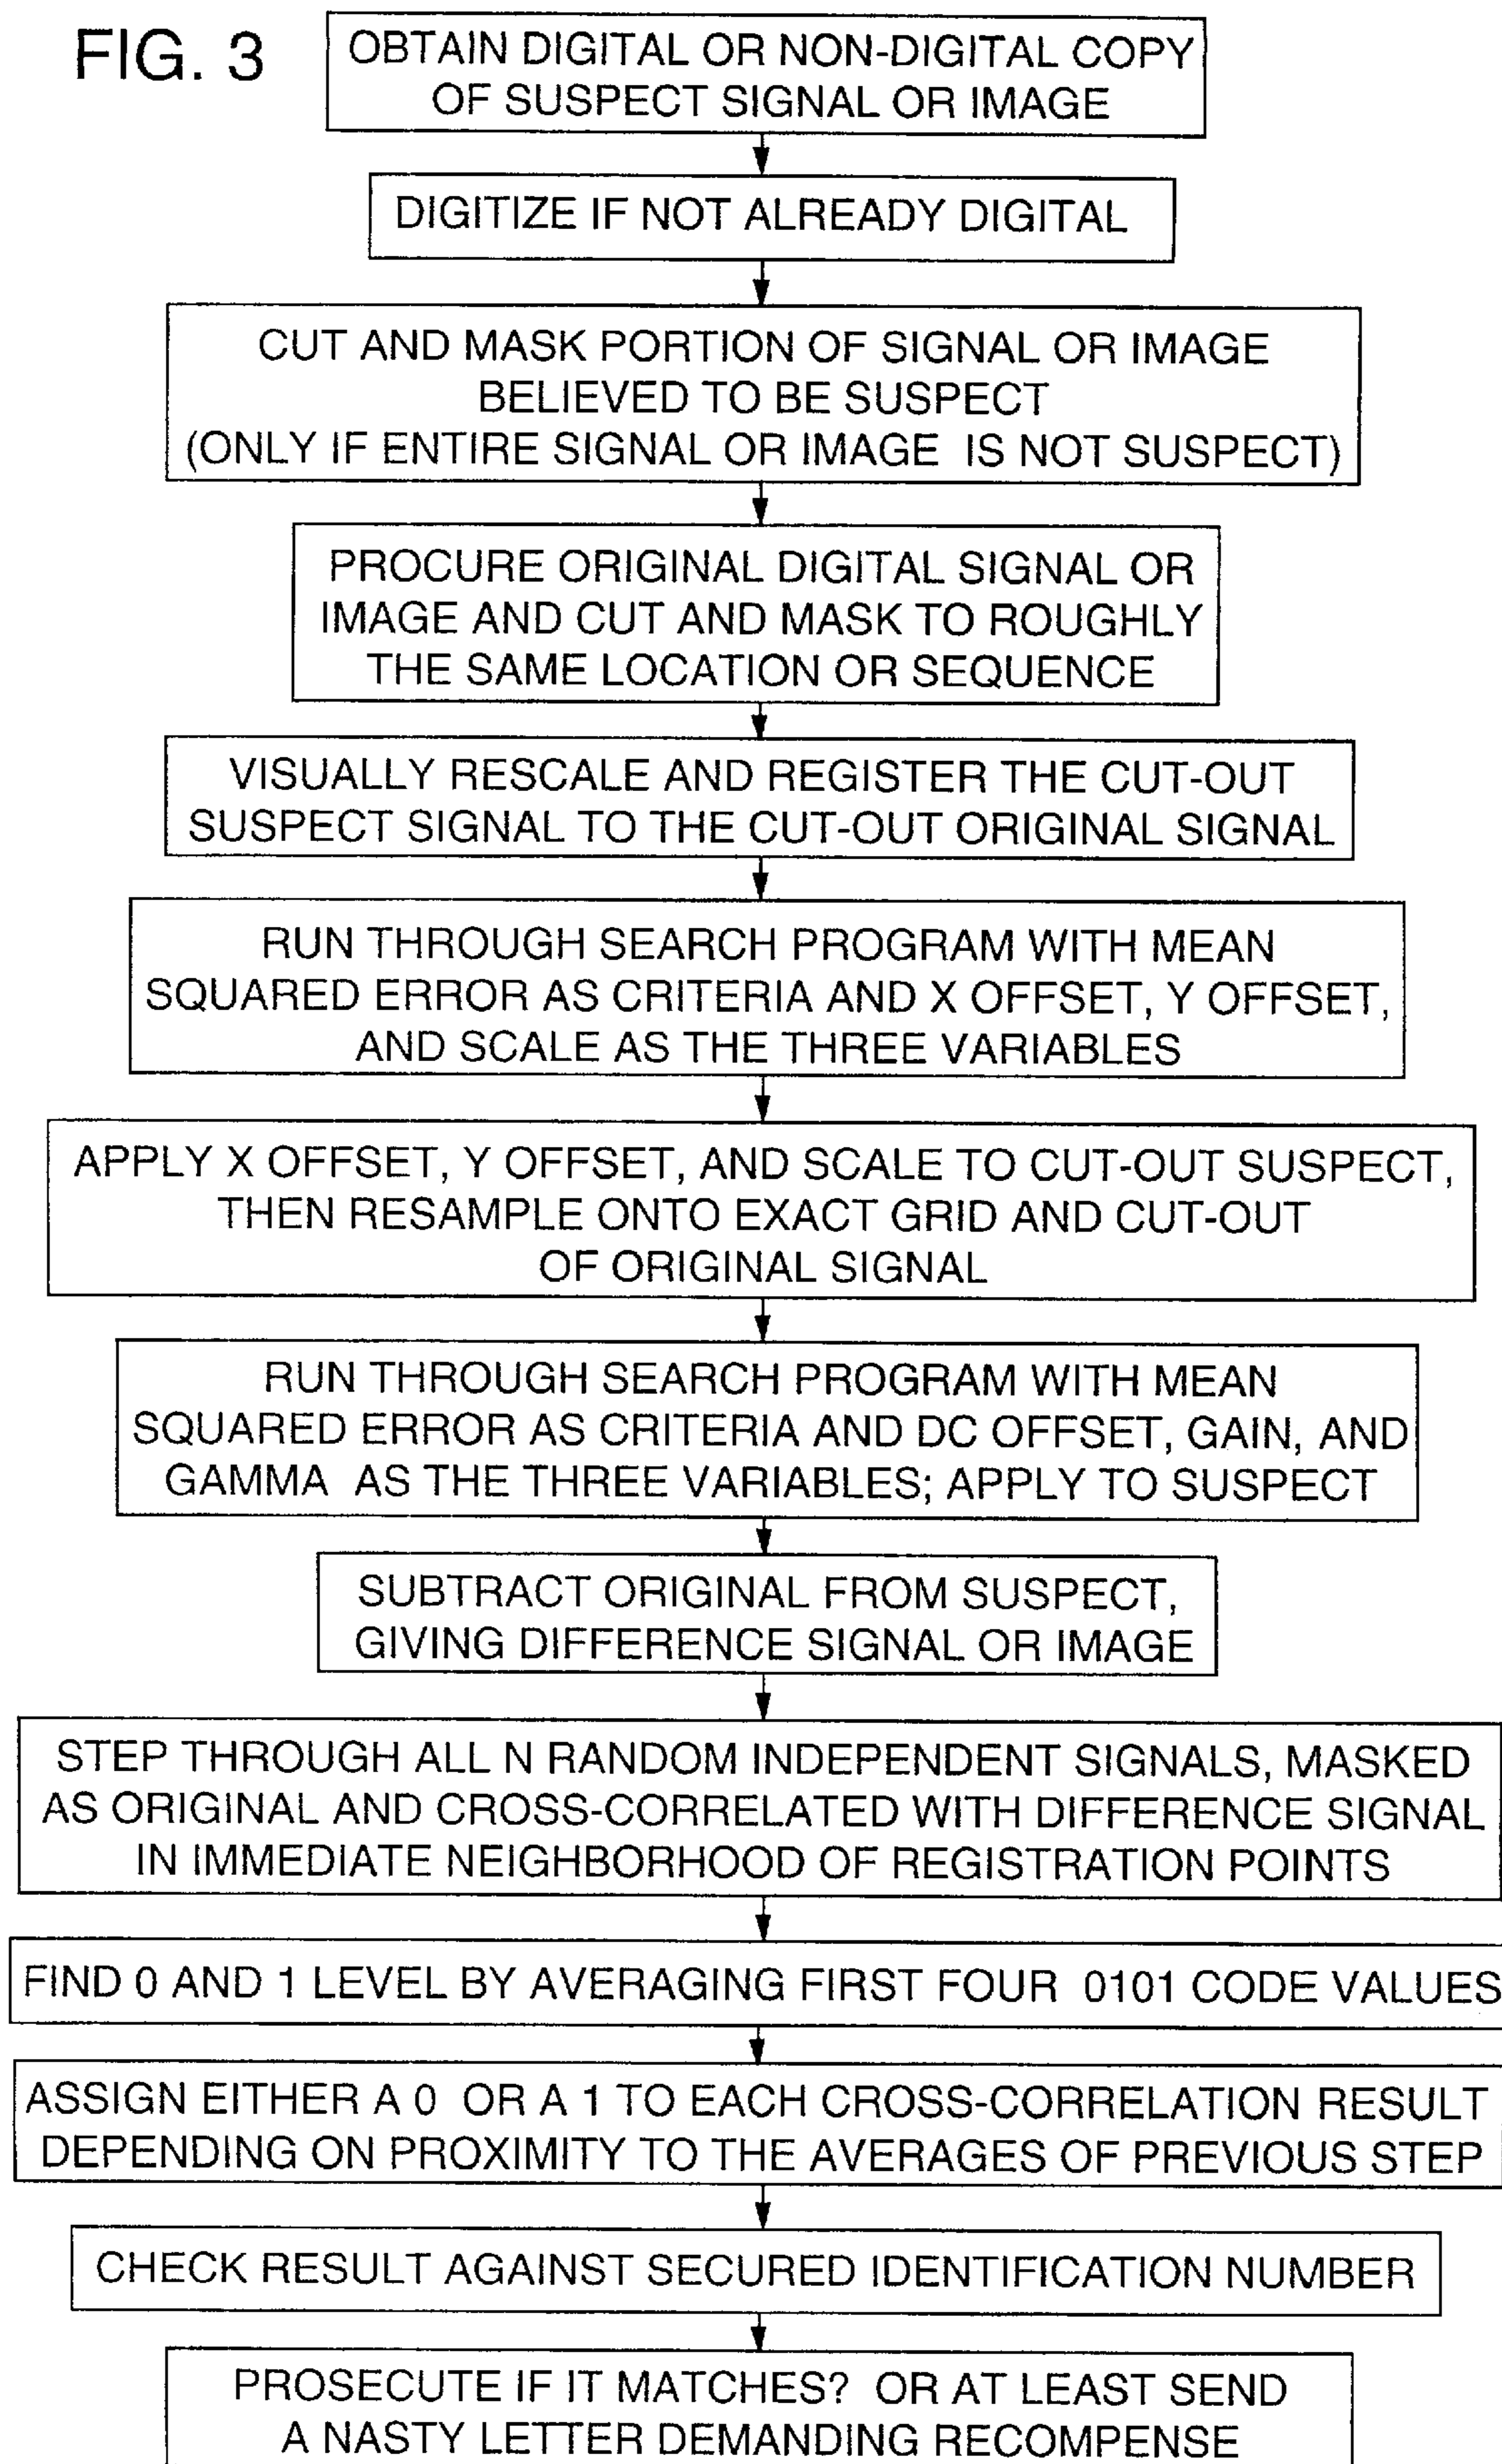 FIG. 3
OBTAIN DIGITAL OR NON-DIGITAL COPY
OF SUSPECT SIGNAL OR IMAGE
DIGITIZE IF NOT ALREADY DIGITAL
CUT AND MASK PORTION OF SIGNAL OR IMAGE
BELIEVED TO BE SUSPECT
(ONLY IF ENTIRE SIGNAL OR IMAGE IS NOT SUSPECT)
PROCURE ORIGINAL DIGITAL SIGNAL OR
IMAGE AND CUT AND MASK TO ROUGHLY
THE SAME LOCATION OR SEQUENCE
VISUALLY RESCALE AND REGISTER THE CUT-OUT
SUSPECT SIGNAL TO THE CUT-OUT ORIGINAL SIGNAL
RUN THROUGH SEARCH PROGRAM WITH MEAN
SQUARED ERROR AS CRITERIA AND X OFFSET, Y OFFSET,
AND SCALE AS THE THREE VARIABLES
APPLY X OFFSET, Y OFFSET, AND SCALE TO CUT-OUT SUSPECT,
THEN RESAMPLE ONTO EXACT GRID AND CUT-OUT
OF ORIGINAL SIGNAL
RUN THROUGH SEARCH PROGRAM WITH MEAN
SQUARED ERROR AS CRITERIA AND DC OFFSET, GAIN, AND
GAMMA AS THE THREE VARIABLES; APPLY TO SUSPECT
SUBTRACT ORIGINAL FROM SUSPECT,
GIVING DIFFERENCE SIGNAL OR IMAGE
STEP THROUGH ALL N RANDOM INDEPENDENT SIGNALS, MASKED
AS ORIGINAL AND CROSS-CORRELATED WITH DIFFERENCE SIGNAL
IN IMMEDIATE NEIGHBORHOOD OF REGISTRATION POINTS
FIND 0 AND 1 LEVEL BY AVERAGING FIRST FOUR 0101 CODE VALUES
ASSIGN EITHER A 0 OR A 1 TO EACH CROSS-CORRELATION RESULT
DEPENDING ON PROXIMITY TO THE AVERAGES OF PREVIOUS STEP
CHECK RESULT AGAINST SECURED IDENTIFICATION NUMBER
PROSECUTE IF IT MATCHES? OR AT LEAST SEND
A NASTY LETTER DEMANDING RECOMPENSE